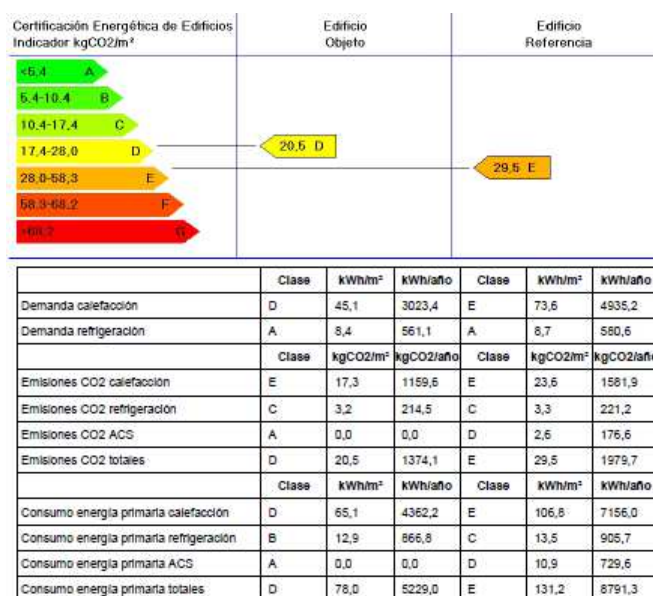 Certificación Energética de Edificios Edificio Edificio
Indicador kgCO2/m² Objeto Referencia
<5,4 A
5.4-10.4 B
10.4-17.4 C
17.4-28,0 D 20,5 D
28,0-58,3 E 29,5 E
58.3-68.2 F
>68,2 G
Clase kWh/m² kWh/año Clase kWh/m² kWh/año
Demanda calefacción D 45,1 3023,4 E 73,6 4935,2
Demanda refrigeración A 8,4 561,1 A 8,7 580,6
Clase kgCO2/m² kgCO2/año Clase kgCO2/m² kgCO2/año
Emisiones CO2 calefacción E 17,3 1159,6 E 23,6 1581,9
Emisiones CO2 refrigeración C 3,2 214,5 C 3,3 221,2
Emisiones CO2 ACS A 0,0 0,0 D 2,6 176,6
Emisiones CO2 totales D 20,5 1374,1 E 29,5 1979,7
Clase kWh/m² kWh/año Clase kWh/m² kWh/año
Consumo energía primaria calefacción D 65,1 4362,2 E 106,8 7156,0
Consumo energía primaria refrigeración B 12,9 866,8 C 13,5 905,7
Consumo energía primaria ACS A 0,0 0,0 D 10,9 729,6
Consumo energía primaria totales D 78,0 5229,0 E 131,2 8791,3